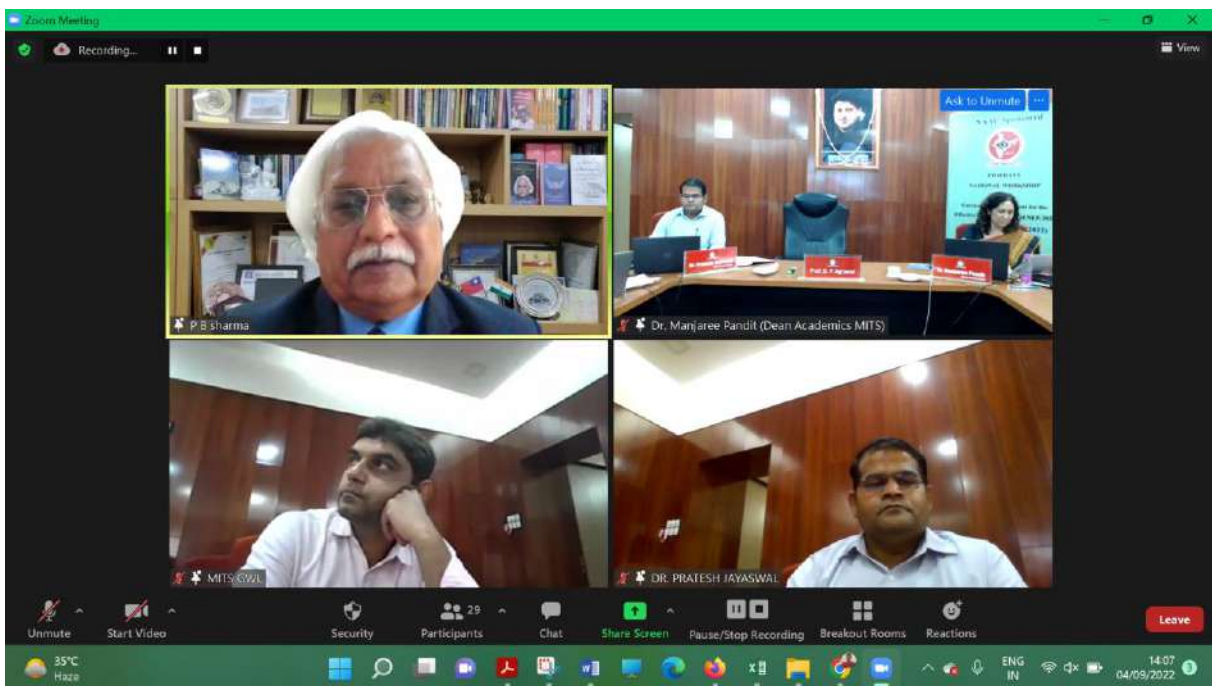 Zoom Meeting
Recording...
View
Ask to Unmute
P B sharma
Dr. Manjaree Pandit (Dean Academics MITS)
NATIONAL WORKSHOP
MITS GWL
DR. PRATESH JAYASWAL
Unmute
Start Video
Security
29
Participants
Chat
Share Screen
Pause/Stop Recording
Breakout Rooms
Reactions
Leave
35°C
Haze
ENG
IN
14:07
04/09/2022
3